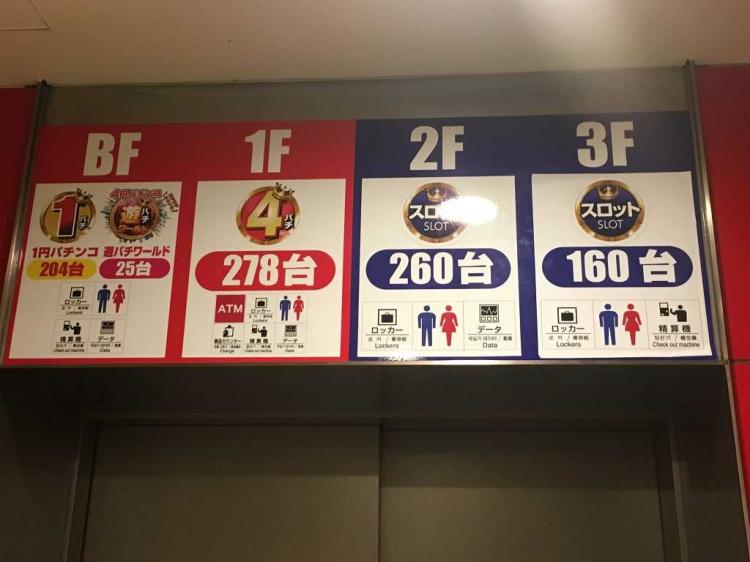 BF
1
パチ
4円パチンコ
遊
パチ
ワールド
1円パチンコ
204台
遊パチワールド
25台
ロッカー
Lockers
精算機
Check out machine
データ
Data
1F
4
パチ
278台
ATM
ロッカー
Lockers
景品カウンター
Change
精算機
Check out machine
データ
Data
2F
スロット
SLOT
260台
ロッカー
Lockers
データ
Data
3F
スロット
SLOT
160台
ロッカー
Lockers
精算機
Check out machine